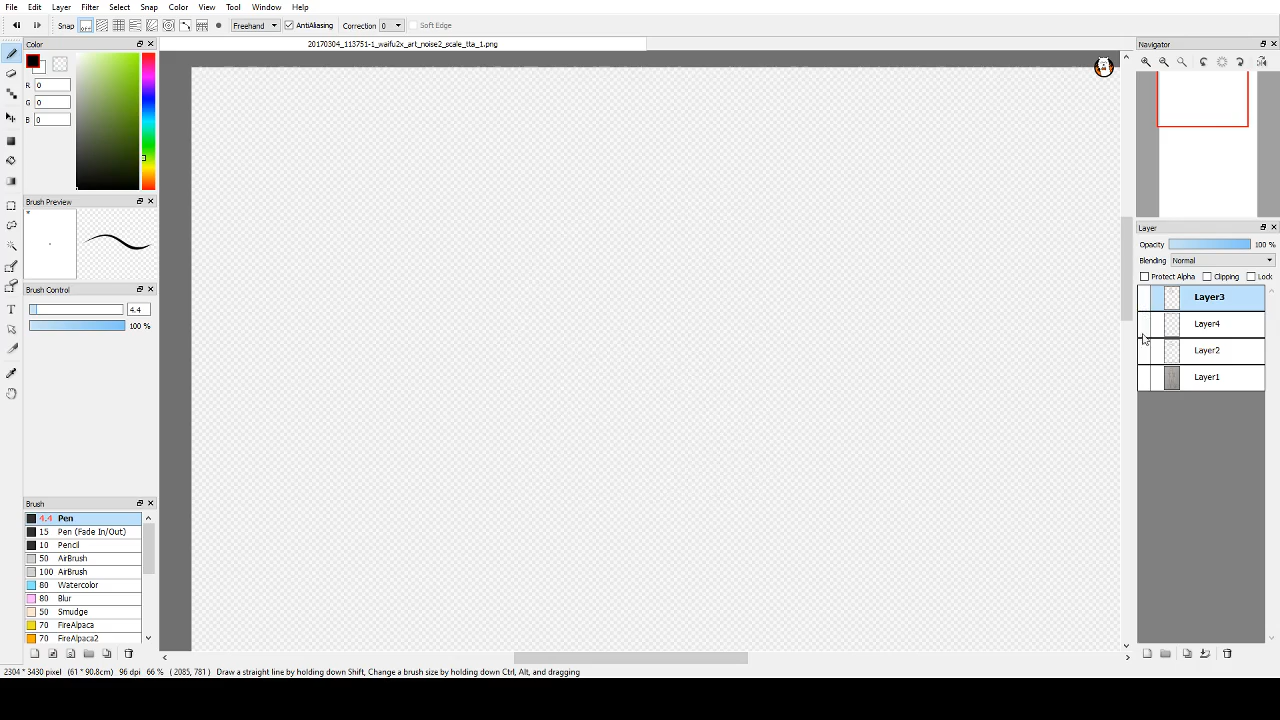 File Edit Layer Filter Select Snap Color View Tool Window Help
Snap OFF Freehand AntiAliasing Correction 0 Soft Edge
Color
20170304_113751-1_waifu2x_art_noise2_scale_tta_1.png
Navigator
R 0
G 0
B 0
Brush Preview
*
Layer
Opacity 100 %
Blending Normal
Protect Alpha Clipping Lock
Brush Control
Layer3
4.4
Layer4
100 %
Layer2
Layer1
Brush
4.4 Pen
15 Pen (Fade In/Out)
10 Pencil
50 AirBrush
100 AirBrush
80 Watercolor
80 Blur
50 Smudge
70 FireAlpaca
70 FireAlpaca2
2304 * 3430 pixel (61 * 90.8cm) 96 dpi 66 % ( 2085, 781 ) Draw a straight line by holding down Shift, Change a brush size by holding down Ctrl, Alt, and dragging